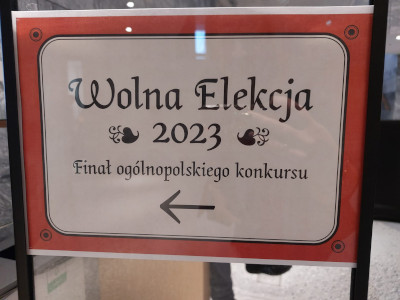 Wolna Elekcja
2023
Finał ogólnopolskiego konkursu